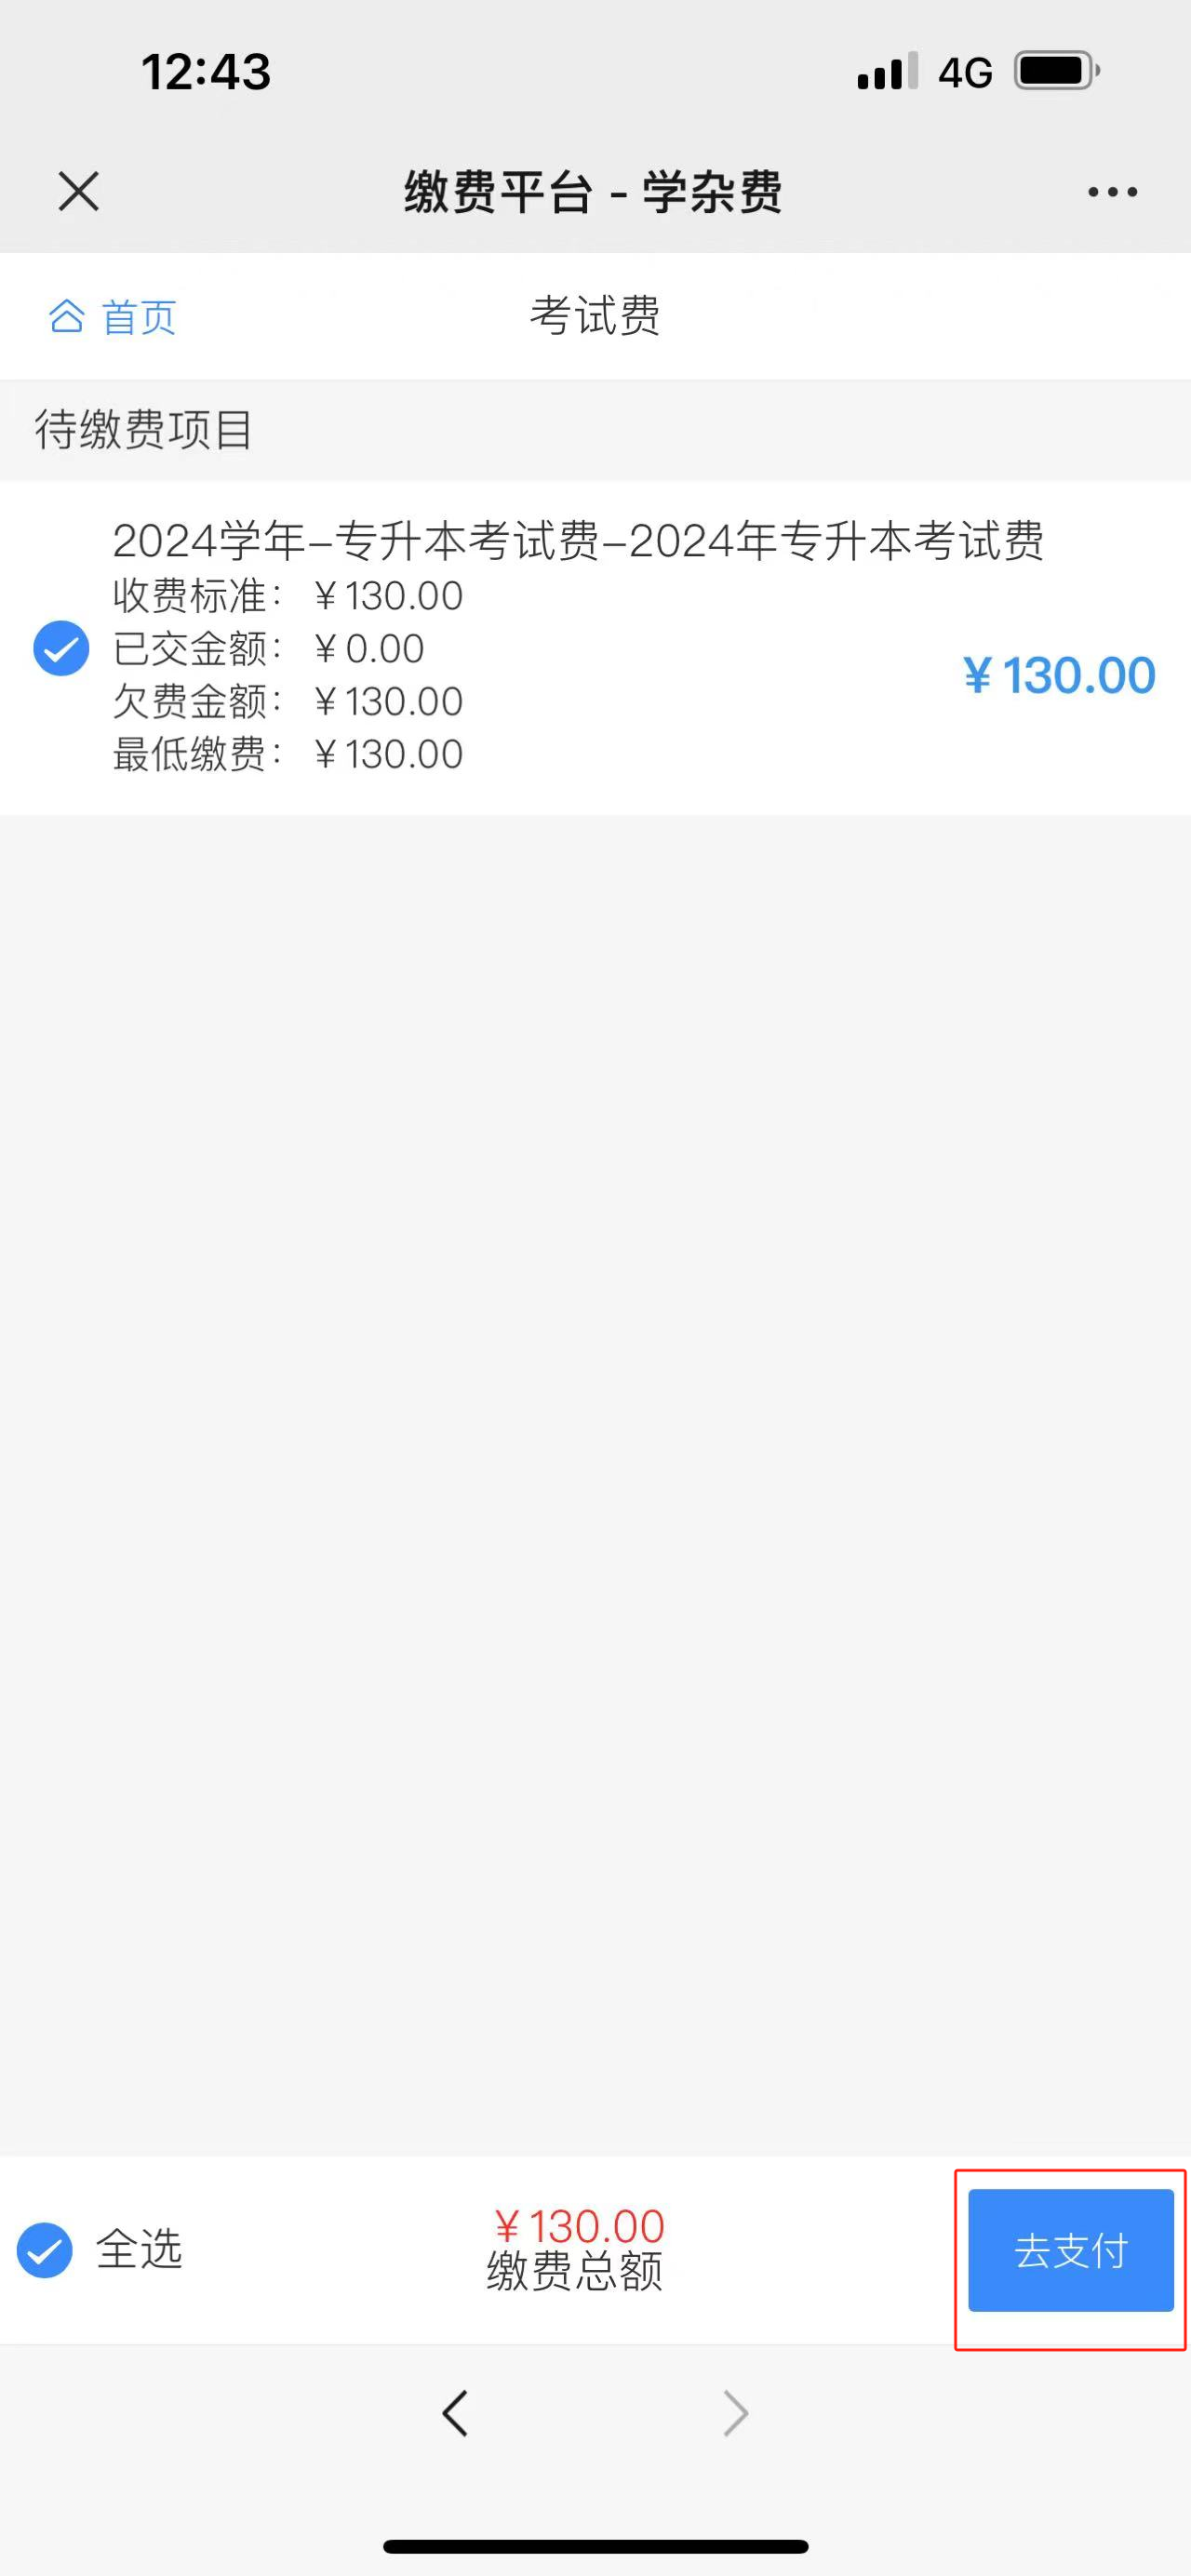 12:43
4G
缴费平台 - 学杂费
首页
考试费
待缴费项目
2024学年-专升本考试费-2024年专升本考试费
收费标准: ¥130.00
已交金额: ¥0.00
欠费金额: ¥130.00
最低缴费: ¥130.00
¥130.00
全选
¥130.00
缴费总额
去支付